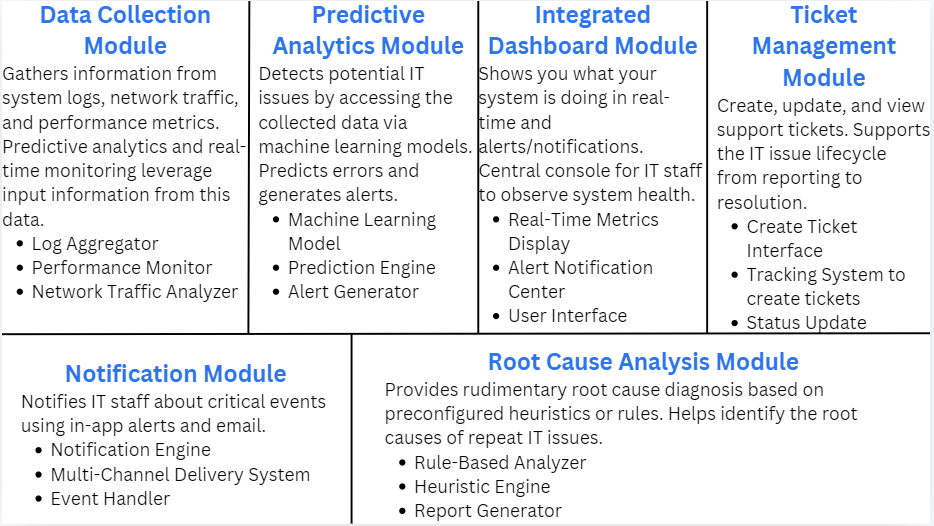 Data Collection
Module
Gathers information from
system logs, network traffic,
and performance metrics.
Predictive analytics and real-
time monitoring leverage
input information from this
data.
• Log Aggregator
• Performance Monitor
• Network Traffic Analyzer
Predictive
Analytics Module
Detects potential IT
issues by accessing the
collected data via
machine learning models.
Predicts errors and
generates alerts.
• Machine Learning
Model
• Prediction Engine
• Alert Generator
Integrated
Dashboard Module
Shows you what your
system is doing in real-
time and
alerts/notifications.
Central console for IT staff
to observe system health.
• Real-Time Metrics
Display
• Alert Notification
Center
• User Interface
Ticket
Management
Module
Create, update, and view
support tickets. Supports
the IT issue lifecycle
from reporting to
resolution.
• Create Ticket
Interface
• Tracking System to
create tickets
• Status Update
Notification Module
Notifies IT staff about critical events
using in-app alerts and email.
• Notification Engine
• Multi-Channel Delivery System
• Event Handler
Root Cause Analysis Module
Provides rudimentary root cause diagnosis based on
preconfigured heuristics or rules. Helps identify the root
causes of repeat IT issues.
• Rule-Based Analyzer
• Heuristic Engine
• Report Generator